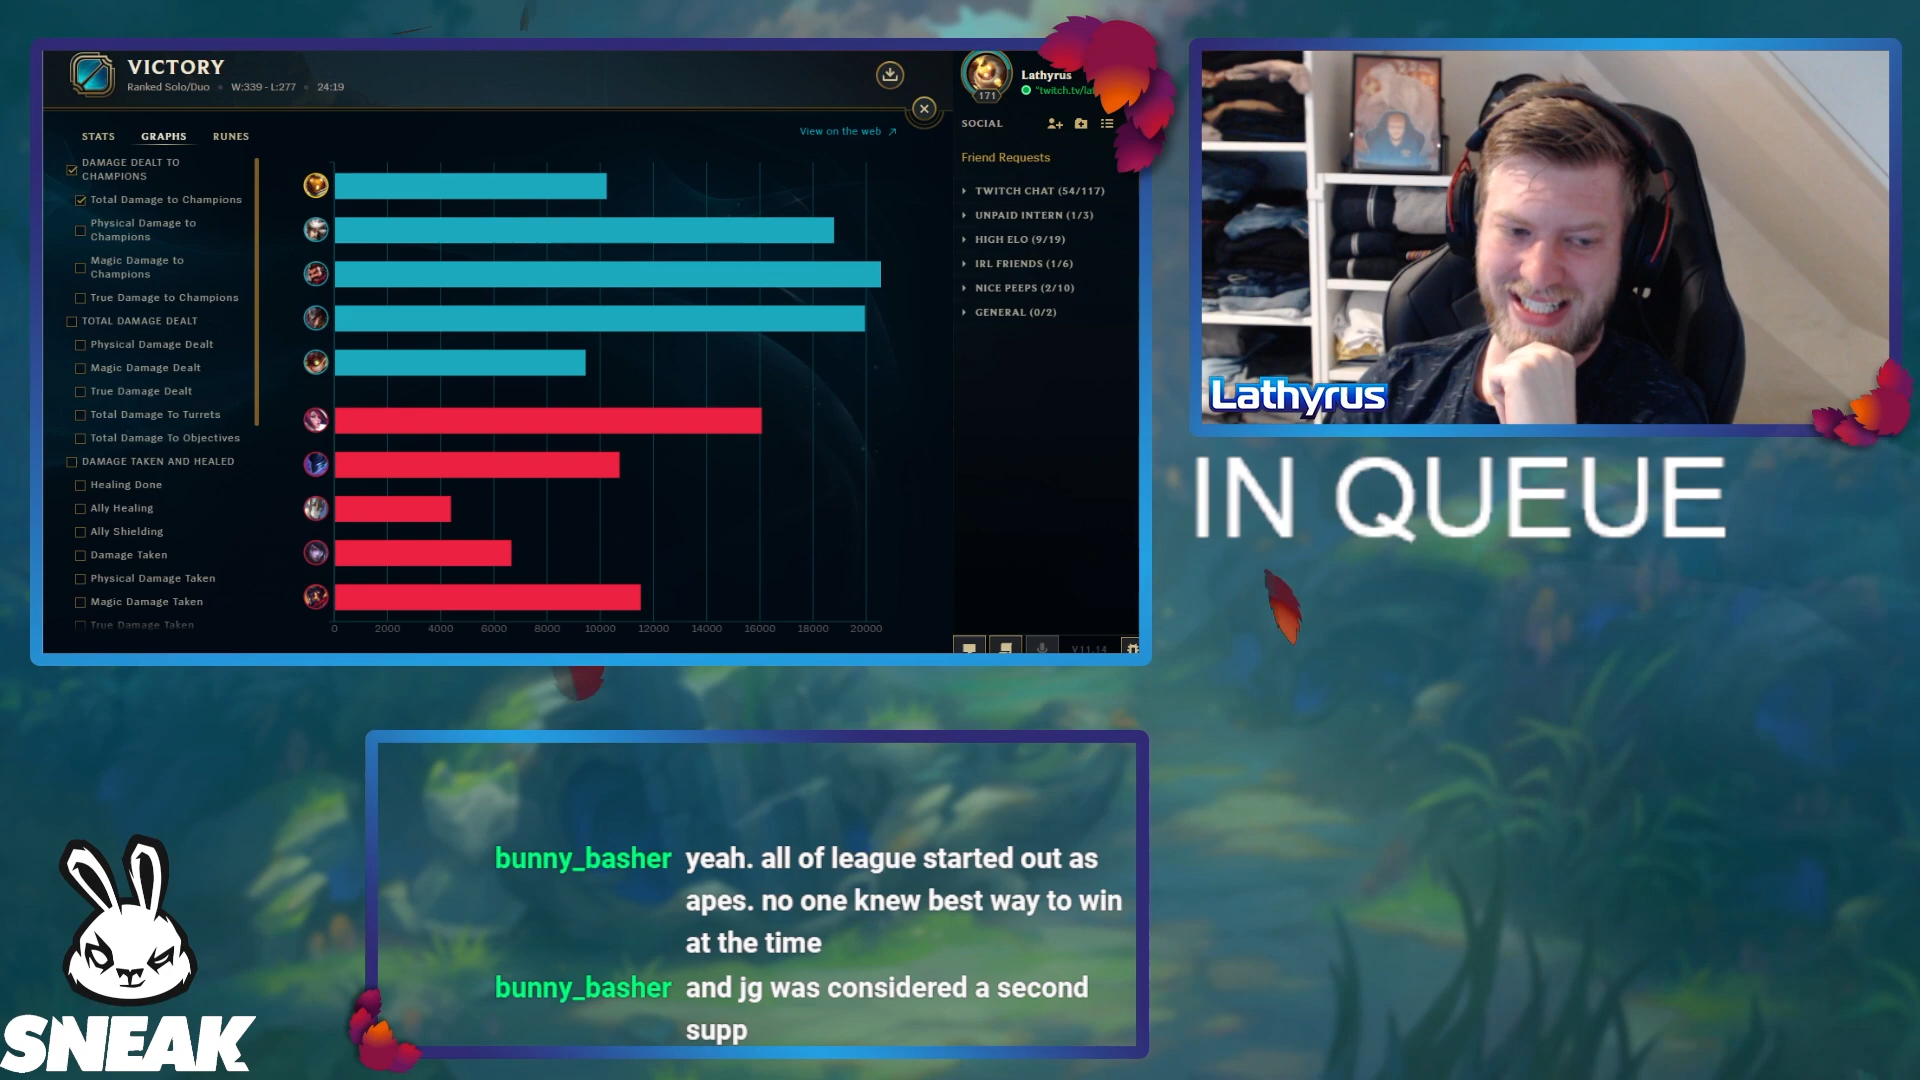 VICTORY
Ranked Solo/Duo • W:339 - L:277 • 24:19
STATS GRAPHS RUNES
View on the web
DAMAGE DEALT TO
CHAMPIONS
Total Damage to Champions
Physical Damage to
Champions
Magic Damage to
Champions
True Damage to Champions
TOTAL DAMAGE DEALT
Physical Damage Dealt
Magic Damage Dealt
True Damage Dealt
Total Damage To Turrets
Total Damage To Objectives
DAMAGE TAKEN AND HEALED
Healing Done
Ally Healing
Ally Shielding
Damage Taken
Physical Damage Taken
Magic Damage Taken
True Damage Taken
0 2000 4000 6000 8000 10000 12000 14000 16000 18000 20000
171
Lathyrus
"twitch.tv/la
SOCIAL
Friend Requests
TWITCH CHAT (54/117)
UNPAID INTERN (1/3)
HIGH ELO (9/19)
IRL FRIENDS (1/6)
NICE PEEPS (2/10)
GENERAL (0/2)
V11.14
Lathyrus
IN QUEUE
bunny_basher yeah. all of league started out as
apes. no one knew best way to win
at the time
bunny_basher and jg was considered a second
supp
SNEAK